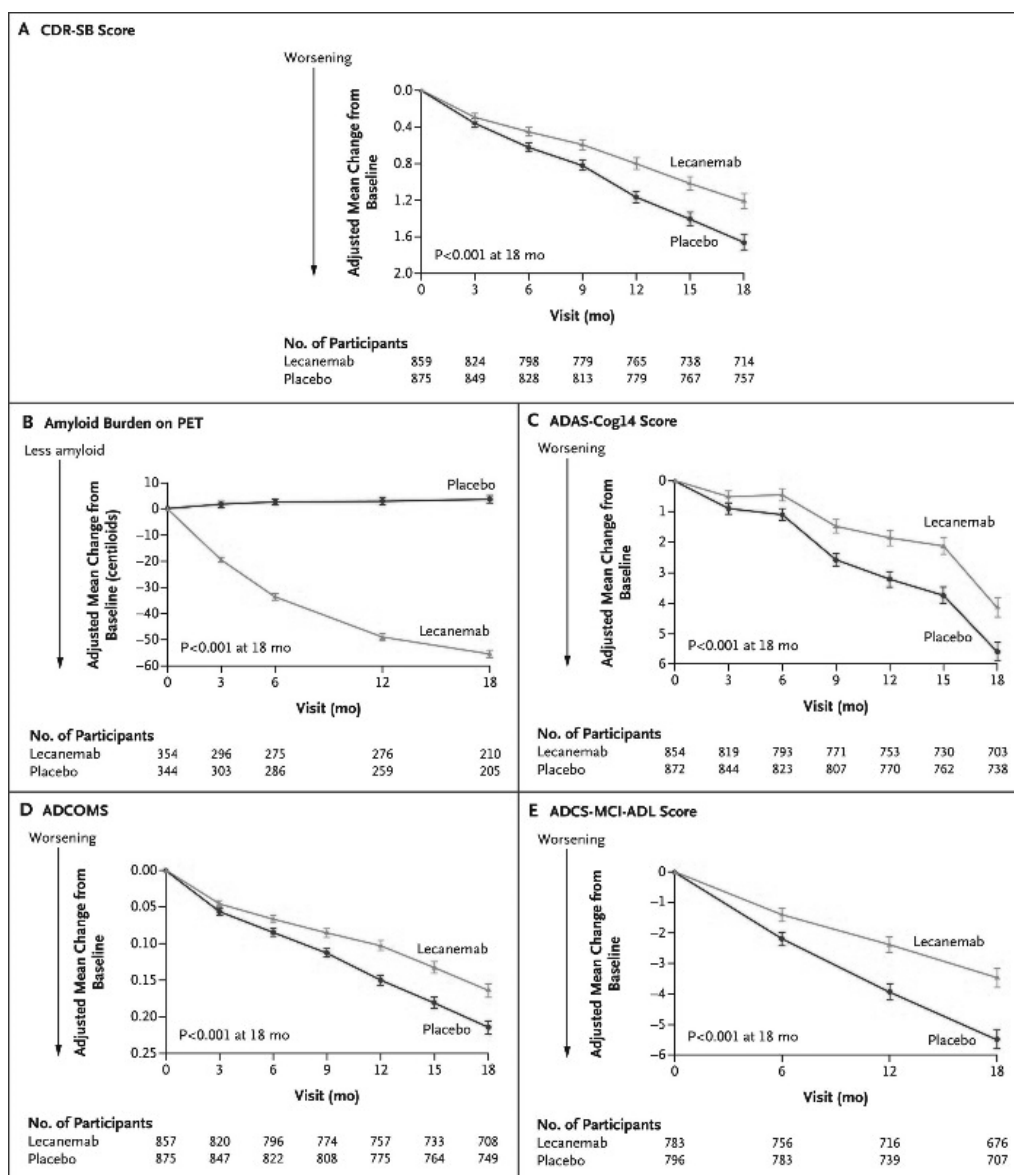 A CDR-SB Score
Worsening
Adjusted Mean Change from
Baseline
0.0
0.4
0.8
1.2
1.6
2.0
Lecanemab
Placebo
P<0.001 at 18 mo
0 3 6 9 12 15 18
Visit (mo)
No. of Participants
Lecanemab 859 824 798 779 765 738 714
Placebo 875 849 828 813 779 767 757
B Amyloid Burden on PET
Less amyloid
Adjusted Mean Change from
Baseline (centiloids)
10
0
−10
−20
−30
−40
−50
−60
Placebo
Lecanemab
P<0.001 at 18 mo
0 3 6 12 18
Visit (mo)
No. of Participants
Lecanemab 354 296 275 276 210
Placebo 344 303 286 259 205
C ADAS-Cog14 Score
Worsening
Adjusted Mean Change from
Baseline
0
1
2
3
4
5
6
Lecanemab
Placebo
P<0.001 at 18 mo
0 3 6 9 12 15 18
Visit (mo)
No. of Participants
Lecanemab 854 819 793 771 753 730 703
Placebo 872 844 823 807 770 762 738
D ADCOMS
Worsening
Adjusted Mean Change from
Baseline
0.00
0.05
0.10
0.15
0.20
0.25
Lecanemab
Placebo
P<0.001 at 18 mo
0 3 6 9 12 15 18
Visit (mo)
No. of Participants
Lecanemab 857 820 796 774 757 733 708
Placebo 875 847 822 808 775 764 749
E ADCS-MCI-ADL Score
Worsening
Adjusted Mean Change from
Baseline
0
−1
−2
−3
−4
−5
−6
Lecanemab
Placebo
P<0.001 at 18 mo
0 6 12 18
Visit (mo)
No. of Participants
Lecanemab 783 756 716 676
Placebo 796 783 739 707